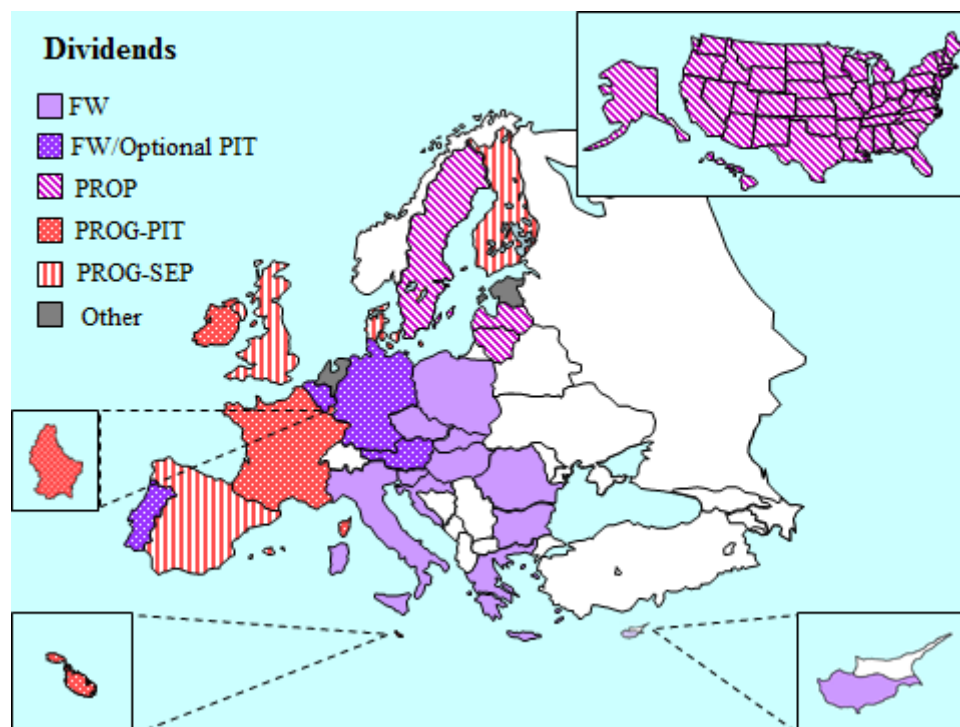 Dividends
FW
FW/Optional PIT
PROP
PROG-PIT
PROG-SEP
Other